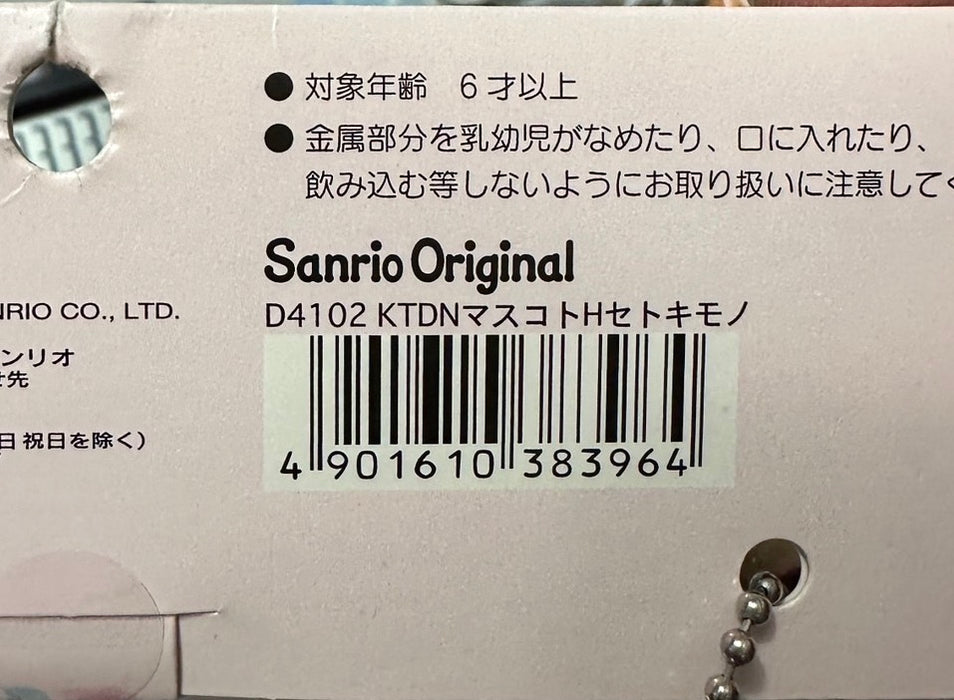 ● 対象年齢 6才以上
● 金属部分を乳幼児がなめたり、口に入れたり、
飲み込む等しないようにお取り扱いに注意して
Sanrio Original
D4102 KTDNマスコトHセトキモノ
NRIO CO., LTD.
ンリオ
せ先
日 祝日を除く）
4 901610 383964